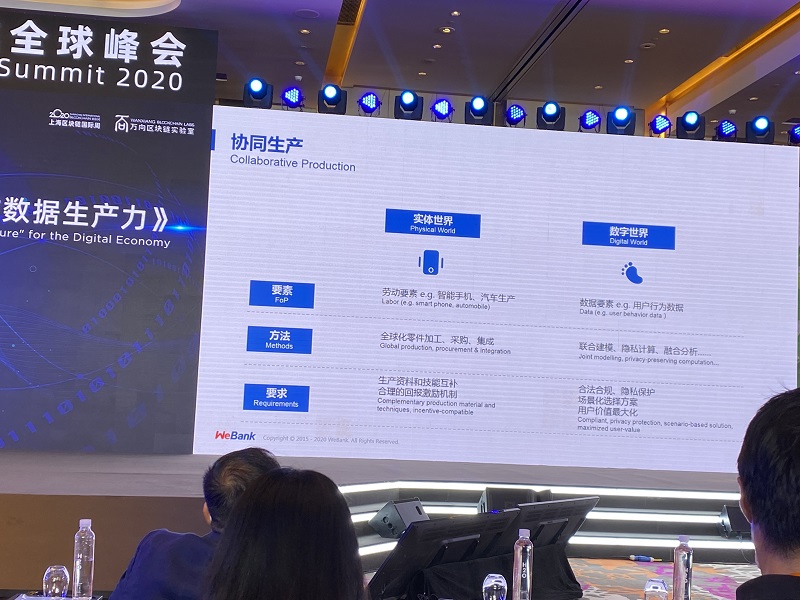 全球峰会
Summit 2020
2020
上海区块链国际周
万向区块链实验室
WANXIANG BLOCKCHAIN LABS
数据生产力》
ure" for the Digital Economy
协同生产
Collaborative Production
实体世界
Physical World
数字世界
Digital World
要素
FoP
劳动要素 e.g. 智能手机、汽车生产
Labor (e.g. smart phone, automobile)
数据要素 e.g. 用户行为数据
Data (e.g. user behavior data )
方法
Methods
全球化零件加工、采购、集成
Global production, procurement & integration
联合建模、隐私计算、融合分析......
Joint modelling, privacy-preserving computation...
要求
Requirements
生产资料和技能互补
合理的回报激励机制
Complementary production material and
techniques, incentive-compatible
合法合规、隐私保护
场景化选择方案
用户价值最大化
Compliant, privacy protection, scenario-based solution,
maximized user-value
WeBank
Copyright © 2015 - 2020 WeBank. All Rights Reserved.
H2O